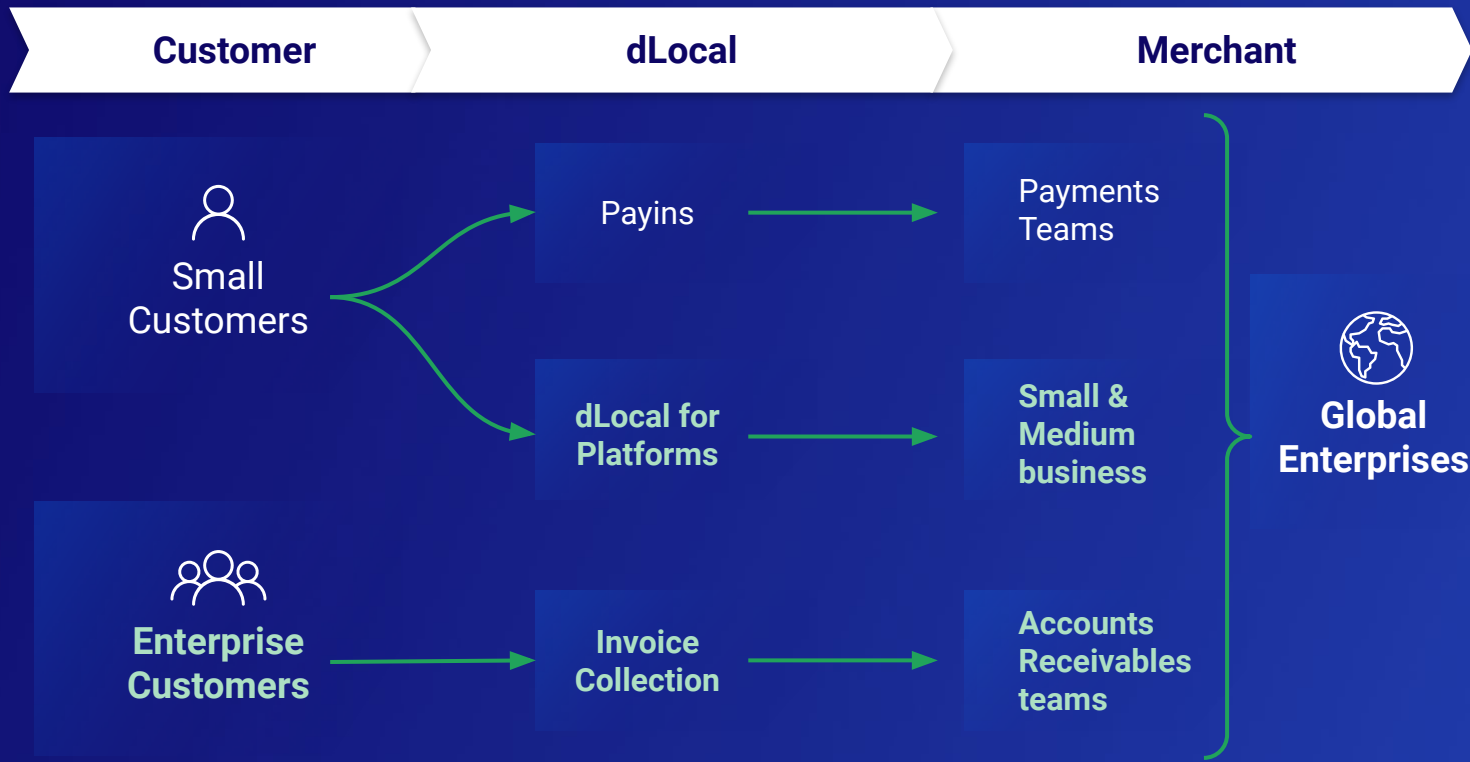 Customer
dLocal
Merchant
Small
Customers
Payins
Payments
Teams
dLocal for
Platforms
Small &
Medium
business
Global
Enterprises
Enterprise
Customers
Invoice
Collection
Accounts
Receivables
teams